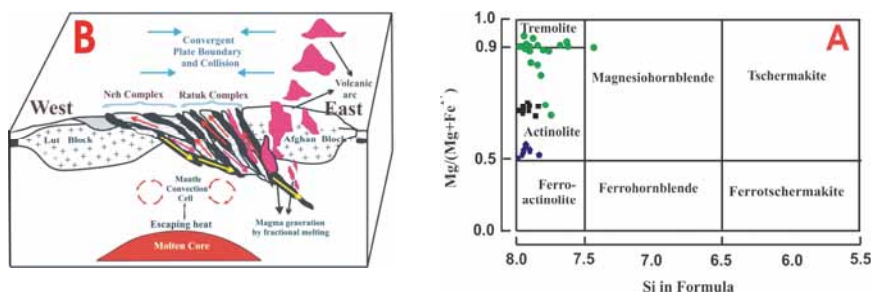 B
Convergent
Plate Boundary
and Collision
Volcanic
arc
West
Neh Complex
Ratuk Complex
East
Lut Block
Afghan Block
Mantle
Convection
Cell
Escaping heat
Molten Core
Magma generation
by fractional melting
A
Mg/(Mg+Fe²⁺)
1.0
0.9
0.5
0.0
Tremolite
Magnesiohornblende
Tschermakite
Actinolite
Ferro-
actinolite
Ferrohornblende
Ferrotschermakite
8.0 7.5 6.5 6.0 5.5
Si in Formula